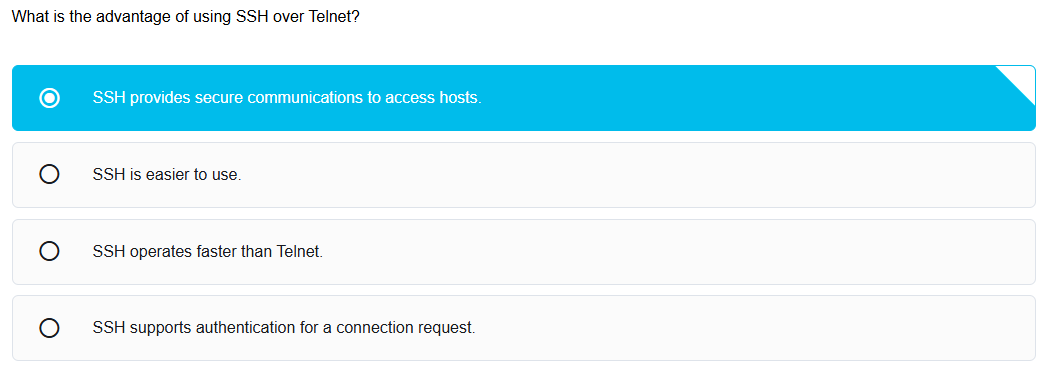 What is the advantage of using SSH over Telnet?
SSH provides secure communications to access hosts.
SSH is easier to use.
SSH operates faster than Telnet.
SSH supports authentication for a connection request.